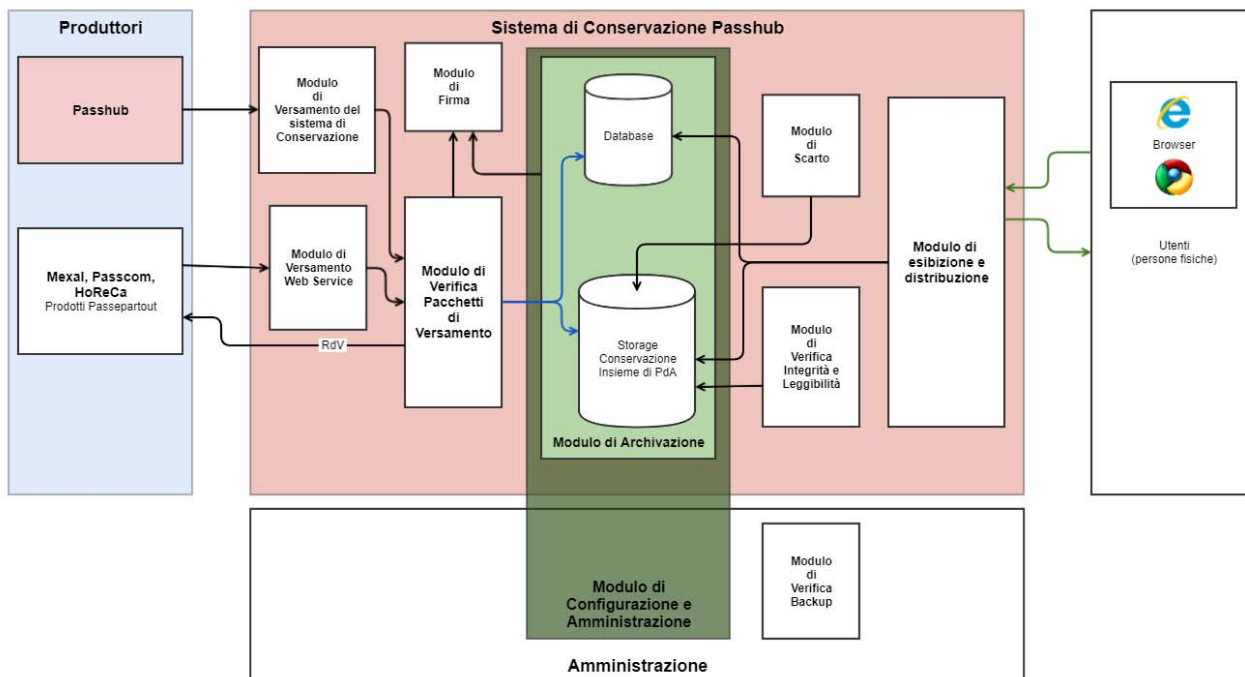 Produttori
Passhub
Mexal, Passcom,
HoReCa
Prodotti Passepartout
Sistema di Conservazione Passhub
Modulo
di
Versamento del
sistema di
Conservazione
Modulo
di
Firma
Modulo di
Versamento
Web Service
Modulo di
Verifica
Pacchetti
di
Versamento
RdV
Database
Storage
Conservazione
Insieme di PdA
Modulo di Archivazione
Modulo
di
Scarto
Modulo
di
Verifica
Integrità e
Leggibilità
Modulo di
esibizione e
distribuzione
Browser
Utenti
(persone fisiche)
Modulo di
Configurazione e
Amministrazione
Modulo
di
Verifica
Backup
Amministrazione